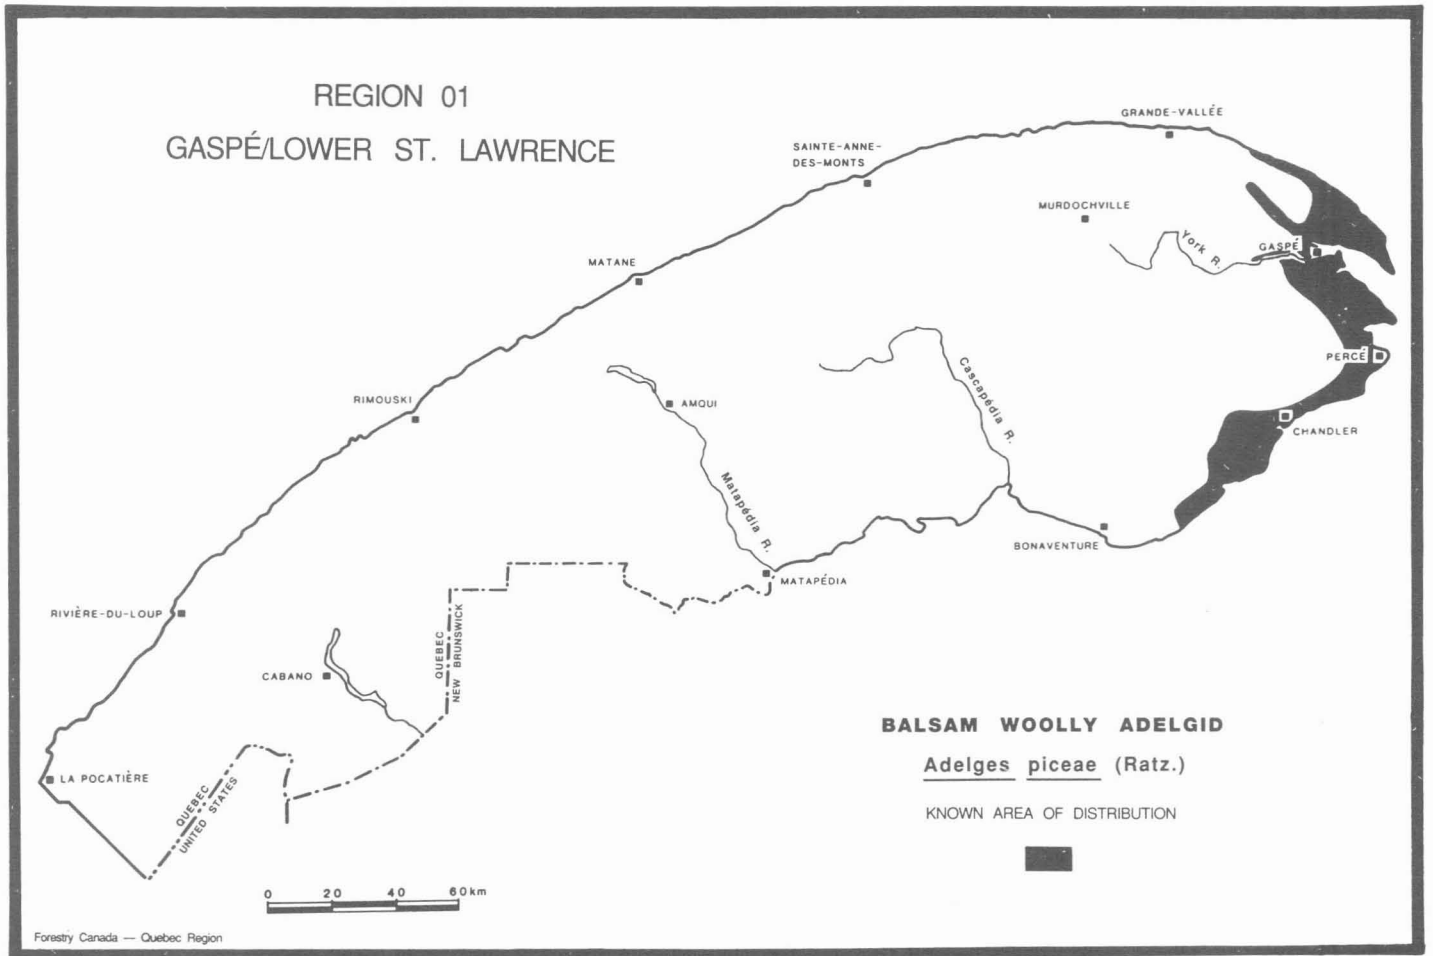 REGION 01
GASPÉ/LOWER ST. LAWRENCE
GRANDE-VALLÉE
SAINTE-ANNE-
DES-MONTS
MURDOCHVILLE
York R.
GASPÉ
MATANE
PERCÉ
Cascapédia R.
RIMOUSKI
AMQUI
CHANDLER
Matapédia R.
BONAVENTURE
MATAPÉDIA
RIVIÈRE-DU-LOUP
QUEBEC
NEW BRUNSWICK
CABANO
BALSAM WOOLLY ADELGID
Adelges piceae (Ratz.)
LA POCATIÈRE
QUEBEC
UNITED STATES
KNOWN AREA OF DISTRIBUTION
0 20 40 60 km
Forestry Canada — Quebec Region